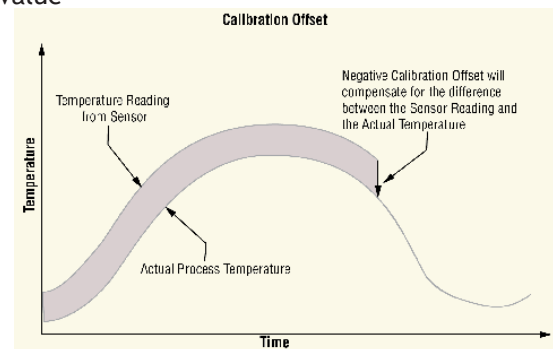 value
Calibration Offset
Negative Calibration Offset will
compensate for the difference
between the Sensor Reading and
the Actual Temperature
Temperature Reading
from Sensor
Temperature
Actual Process Temperature
Time